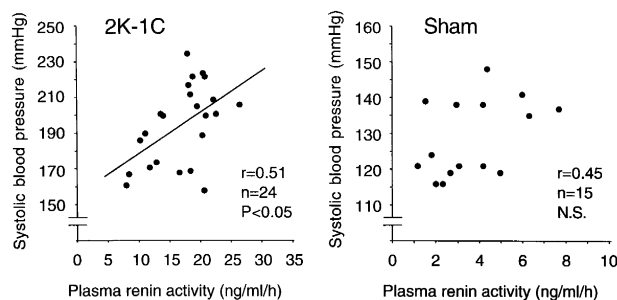 2K-1C
Systolic blood pressure (mmHg)
230
210
190
170
150
r=0.51
n=24
P<0.05
0 5 10 15 20 25 30 35
Plasma renin activity (ng/ml/h)
Sham
Systolic blood pressure (mmHg)
160
150
140
130
120
110
r=0.45
n=15
N.S.
0 2 4 6 8 10
Plasma renin activity (ng/ml/h)